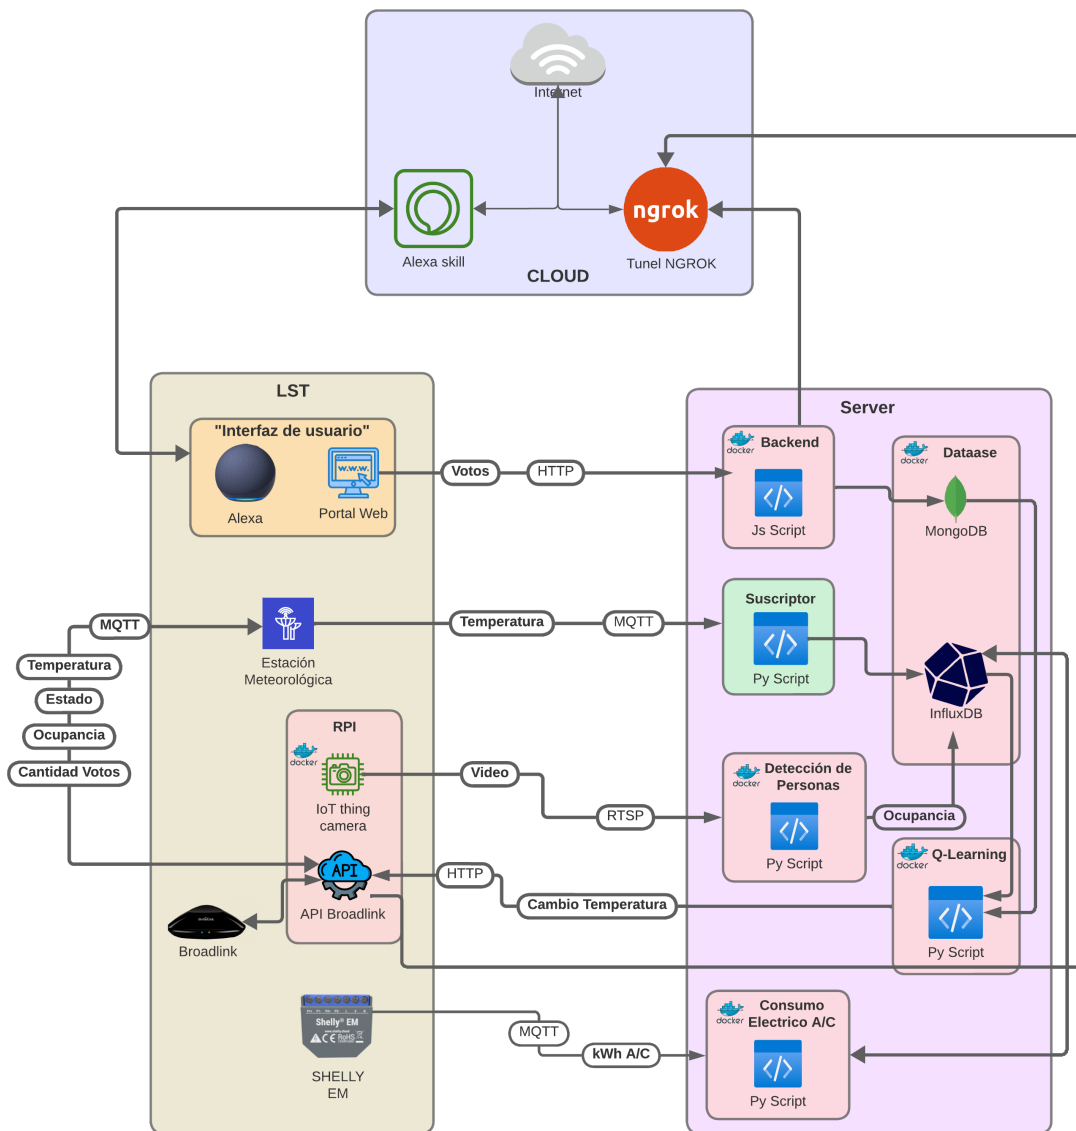 Internet
ngrok
Alexa skill
Tunel NGROK
CLOUD
LST
"Interfaz de usuario"
www.
Alexa
Portal Web
Votos
HTTP
Server
docker
Backend
Js Script
docker
Dataase
MongoDB
MQTT
Temperatura
Estado
Ocupancia
Cantidad Votos
Estación
Meteorológica
Temperatura
MQTT
Suscriptor
Py Script
InfluxDB
RPI
docker
IoT thing
camera
Video
RTSP
docker
Detección de
Personas
Py Script
Ocupancia
API
API Broadlink
HTTP
Cambio Temperatura
docker
Q-Learning
Py Script
Broadlink
Shelly® EM
CE RoHS
SHELLY
EM
MQTT
kWh A/C
docker
Consumo
Electrico A/C
Py Script